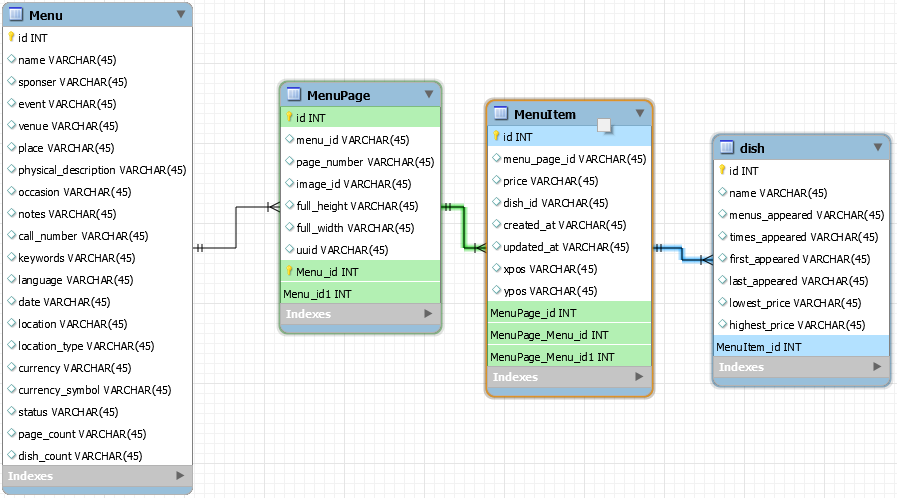 Menu
id INT
name VARCHAR(45)
sponser VARCHAR(45)
event VARCHAR(45)
venue VARCHAR(45)
place VARCHAR(45)
physical_description VARCHAR(45)
occasion VARCHAR(45)
notes VARCHAR(45)
call_number VARCHAR(45)
keywords VARCHAR(45)
language VARCHAR(45)
date VARCHAR(45)
location VARCHAR(45)
location_type VARCHAR(45)
currency VARCHAR(45)
currency_symbol VARCHAR(45)
status VARCHAR(45)
page_count VARCHAR(45)
dish_count VARCHAR(45)
Indexes
MenuPage
id INT
menu_id VARCHAR(45)
page_number VARCHAR(45)
image_id VARCHAR(45)
full_height VARCHAR(45)
full_width VARCHAR(45)
uuid VARCHAR(45)
Menu_id INT
Menu_id1 INT
Indexes
MenuItem
id INT
menu_page_id VARCHAR(45)
price VARCHAR(45)
dish_id VARCHAR(45)
created_at VARCHAR(45)
updated_at VARCHAR(45)
xpos VARCHAR(45)
ypos VARCHAR(45)
MenuPage_id INT
MenuPage_Menu_id INT
MenuPage_Menu_id1 INT
Indexes
dish
id INT
name VARCHAR(45)
menus_appeared VARCHAR(45)
times_appeared VARCHAR(45)
first_appeared VARCHAR(45)
last_appeared VARCHAR(45)
lowest_price VARCHAR(45)
highest_price VARCHAR(45)
MenuItem_id INT
Indexes